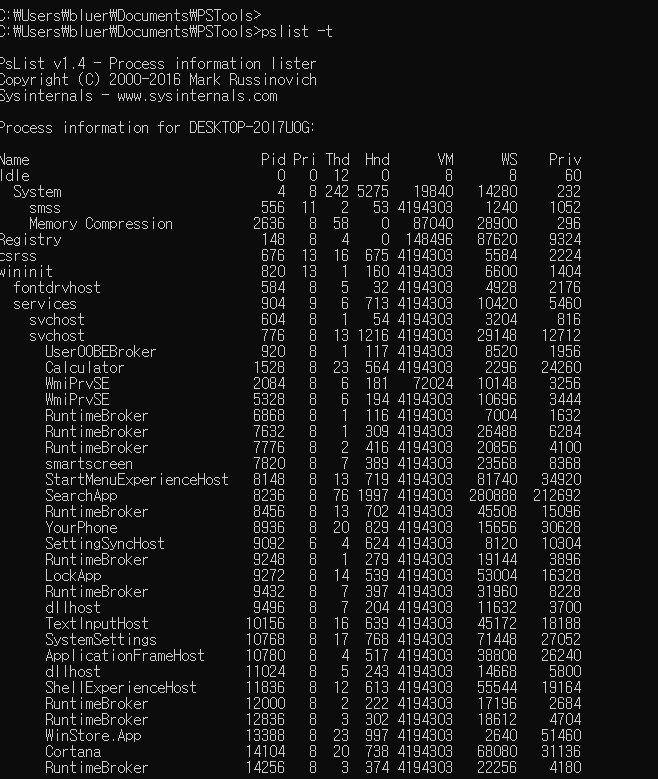 C:₩Users₩bluer₩Documents₩PSTools>
C:₩Users₩bluer₩Documents₩PSTools>pslist -t
PsList v1.4 - Process information lister
Copyright (C) 2000-2016 Mark Russinovich
Sysinternals - www.sysinternals.com
Process information for DESKTOP-2017U0G:
Name Pid Pri Thd Hnd VM WS Priv
Idle 0 0 12 0 8 8 60
System 4 8 242 5275 19840 14280 232
smss 556 11 2 53 4194303 1240 1052
Memory Compression 2636 8 58 0 87040 28900 296
Registry 148 8 4 0 148496 87620 9324
csrss 676 13 16 675 4194303 5584 2224
wininit 820 13 1 160 4194303 6600 1404
fontdrvhost 584 8 5 32 4194303 4928 2176
services 904 9 6 713 4194303 10420 5460
svchost 604 8 1 54 4194303 3204 816
svchost 776 8 13 1216 4194303 29148 12712
UserOOBEBroker 920 8 1 117 4194303 8520 1956
Calculator 1528 8 23 564 4194303 2296 24260
WmiPrvSE 2084 8 6 181 72024 10148 3256
WmiPrvSE 5328 8 6 194 4194303 10696 3444
RuntimeBroker 6868 8 1 116 4194303 7004 1632
RuntimeBroker 7632 8 1 309 4194303 26488 6284
RuntimeBroker 7776 8 2 416 4194303 20856 4100
smartscreen 7820 8 7 389 4194303 23568 8368
StartMenuExperienceHost 8148 8 13 719 4194303 81740 34920
SearchApp 8236 8 76 1997 4194303 280888 212692
RuntimeBroker 8456 8 13 702 4194303 45508 15096
YourPhone 8936 8 20 829 4194303 15656 30628
SettingSyncHost 9092 6 4 624 4194303 8120 10304
RuntimeBroker 9248 8 1 279 4194303 19144 3896
LockApp 9272 8 14 539 4194303 53004 16328
RuntimeBroker 9432 8 7 397 4194303 31960 8228
dllhost 9496 8 7 204 4194303 11632 3700
TextInputHost 10156 8 16 639 4194303 45172 18188
SystemSettings 10768 8 17 768 4194303 71448 27052
ApplicationFrameHost 10780 8 4 517 4194303 38808 26240
dllhost 11024 8 5 243 4194303 14668 5800
ShellExperienceHost 11836 8 12 613 4194303 55544 19164
RuntimeBroker 12000 8 2 222 4194303 17196 2684
RuntimeBroker 12836 8 3 302 4194303 18612 4704
WinStore.App 13388 8 23 997 4194303 2640 51460
Cortana 14104 8 20 738 4194303 68080 31136
RuntimeBroker 14256 8 3 374 4194303 22256 4180